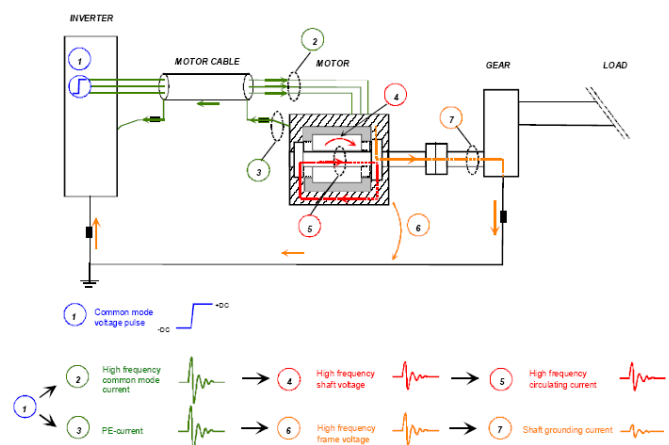 INVERTER
1
MOTOR CABLE
2
MOTOR
GEAR
LOAD
4
7
3
5
6
1
Common mode
voltage pulse
-DC
+DC
2
High frequency
common mode
current
4
High frequency
shaft voltage
5
High frequency
circulating current
1
3
PE-current
6
High frequency
frame voltage
7
Shaft grounding current